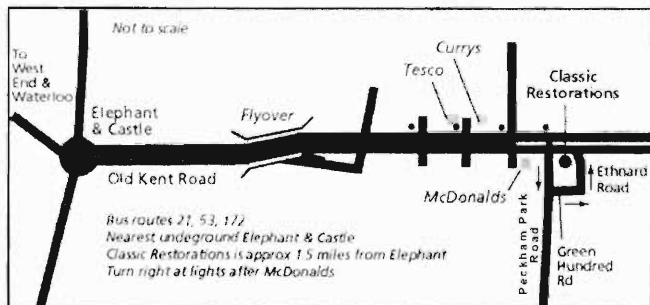 Not to scale
To
West
End &
Waterloo
Elephant
& Castle
Flyover
Old Kent Road
Tesco
Currys
Classic
Restorations
McDonalds
Peckham Park
Road
Ethnard
Road
Green
Hundred
Rd
Bus routes 21, 53, 172
Nearest undeground Elephant & Castle
Classic Restorations is approx 1.5 miles from Elephant
Turn right at lights after McDonalds